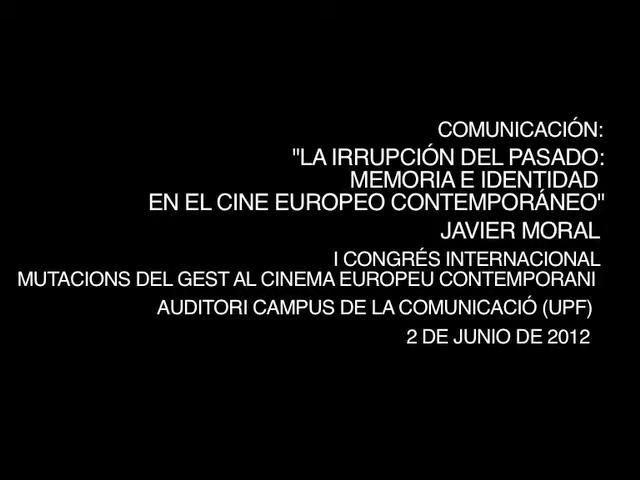 COMUNICACIÓN:
"LA IRRUPCIÓN DEL PASADO:
MEMORIA E IDENTIDAD
EN EL CINE EUROPEO CONTEMPORÁNEO"
JAVIER MORAL
I CONGRÉS INTERNACIONAL
MUTACIONS DEL GEST AL CINEMA EUROPEU CONTEMPORANI
AUDITORI CAMPUS DE LA COMUNICACIÓ (UPF)
2 DE JUNIO DE 2012